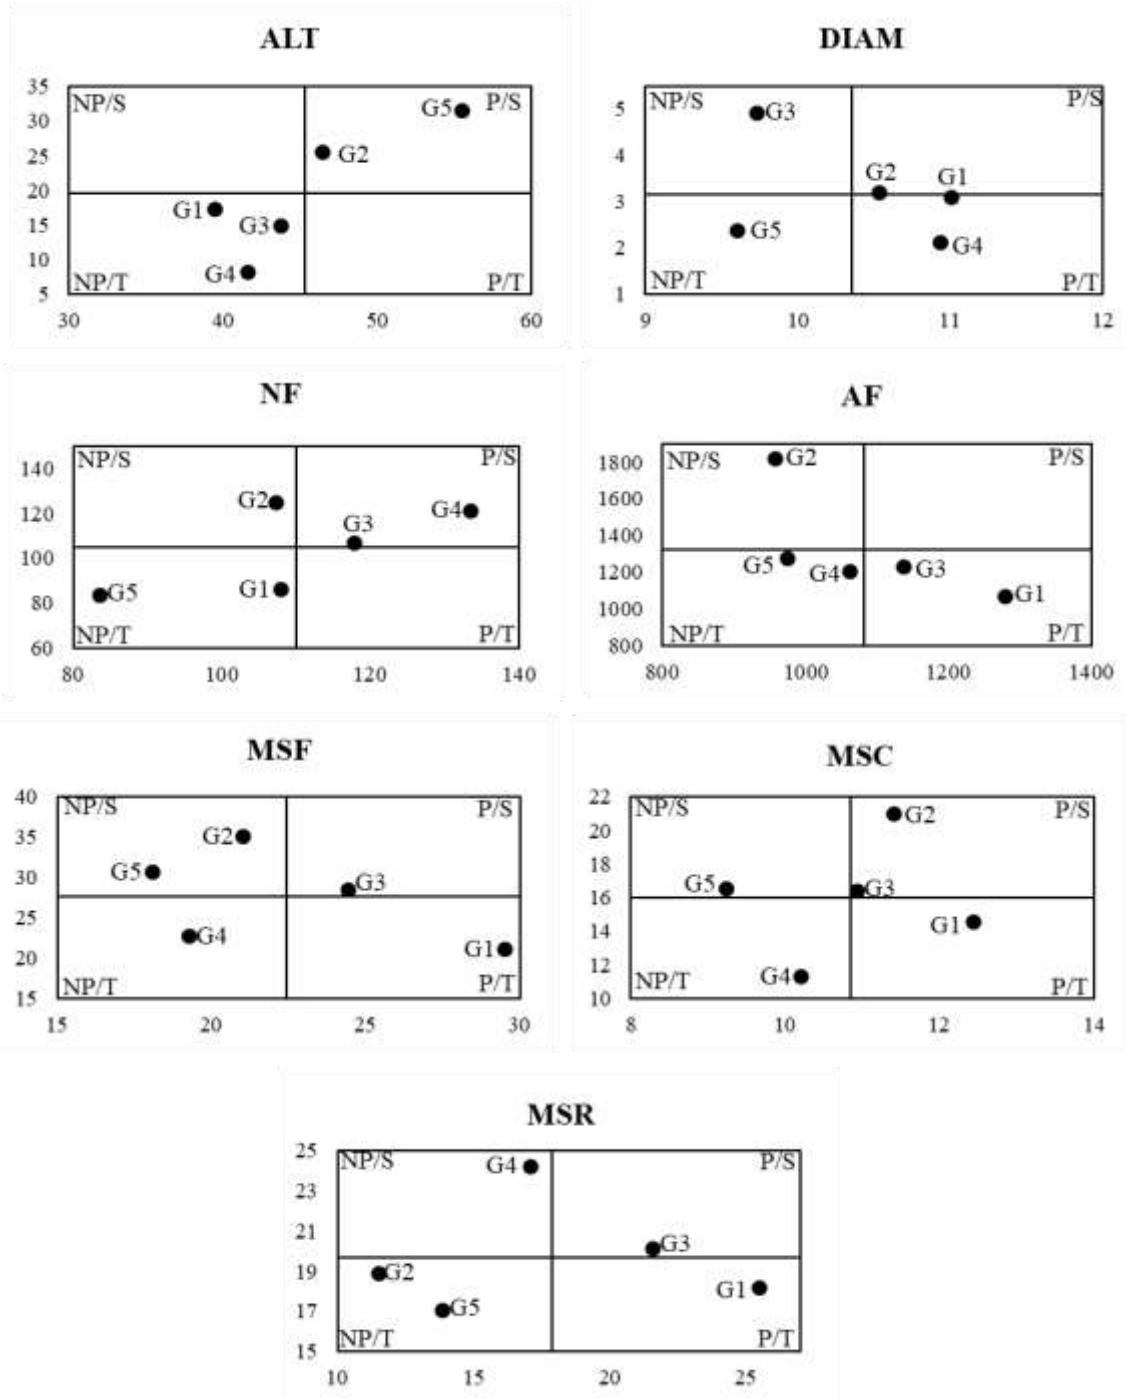 ALT
35
NP/S
G5
P/S
30
25
G2
20
G1
15
G3
10
G4
NP/T
P/T
5
30 40 50 60
DIAM
NP/S
P/S
5
G3
4
G2
G1
3
G5
G4
2
NP/T
P/T
1
9 10 11 12
NF
NP/S
P/S
140
G2
G4
120
G3
100
G5
G1
80
NP/T
P/T
60
80 100 120 140
AF
1800
NP/S
G2
P/S
1600
1400
G5
G4
G3
1200
G1
1000
NP/T
P/T
800
800 1000 1200 1400
MSF
40
NP/S
P/S
35
G2
30
G5
G3
25
G4
20
G1
NP/T
P/T
15
15 20 25 30
MSC
22
NP/S
P/S
20
G2
18
G5
G3
16
14
G1
12
G4
NP/T
P/T
10
8 10 12 14
MSR
25
NP/S
G4
P/S
23
21
G3
19
G2
G1
17
G5
NP/T
P/T
15
10 15 20 25